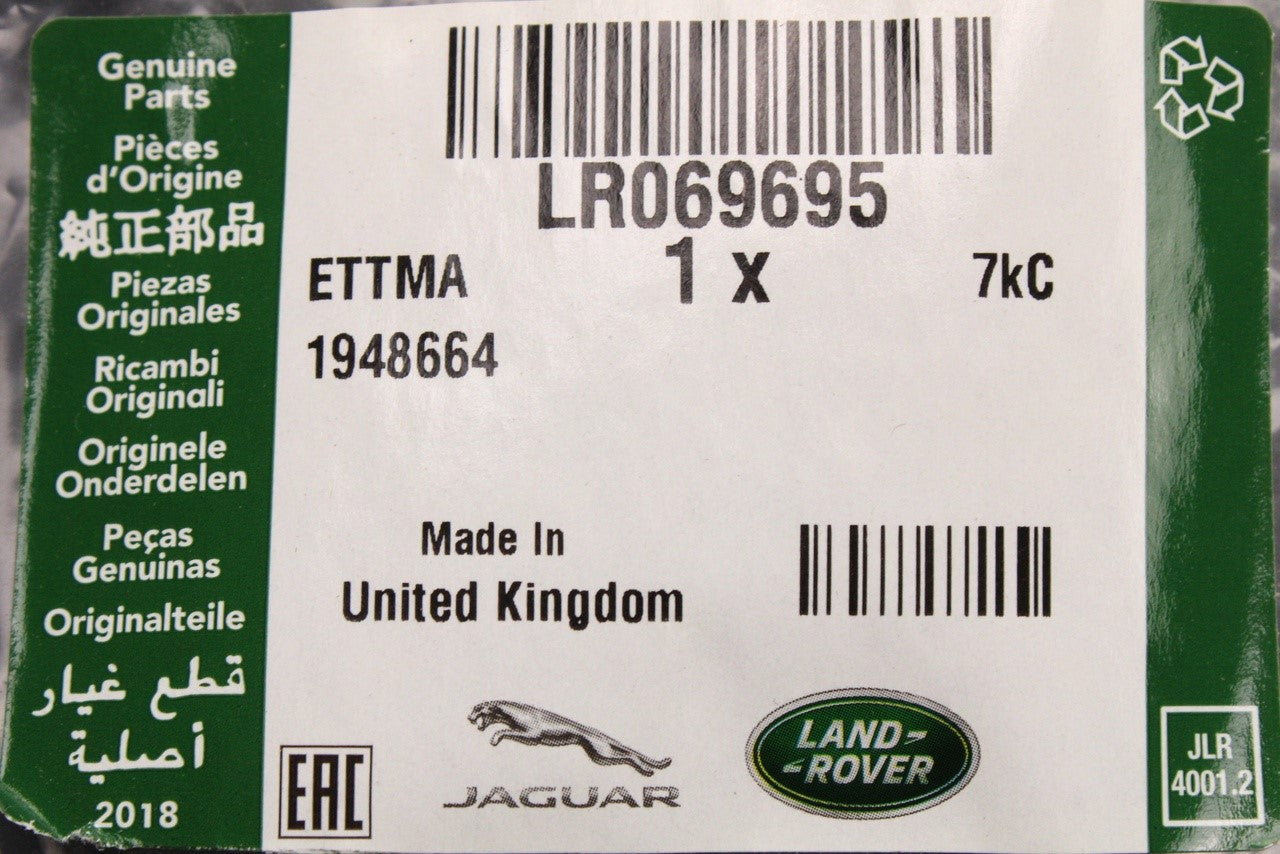 Genuine
Parts
Pièces
d'Origine
純正部品
Piezas
Originales
Ricambi
Originali
Originele
Onderdelen
Peças
Genuinas
Originalteile
قطع غيار
أصلية
2018
LR069695
ETTMA 1 x 7kC
1948664
Made In
United Kingdom
EAC
JAGUAR
LAND-
-ROVER
JLR
4001.2